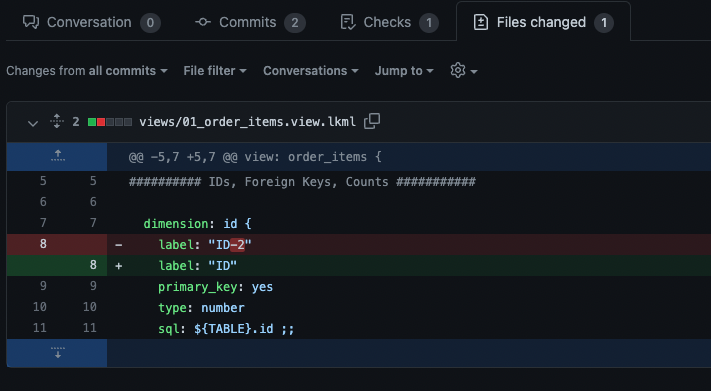 Conversation 0 Commits 2 Checks 1 Files changed 1
Changes from all commits File filter Conversations Jump to
2 views/01_order_items.view.lkml
@@ -5,7 +5,7 @@ view: order_items {
5 5 ########## IDs, Foreign Keys, Counts ###########
6 6
7 7 dimension: id {
8 - label: "ID-2"
8 + label: "ID"
9 9 primary_key: yes
10 10 type: number
11 11 sql: ${TABLE}.id ;;